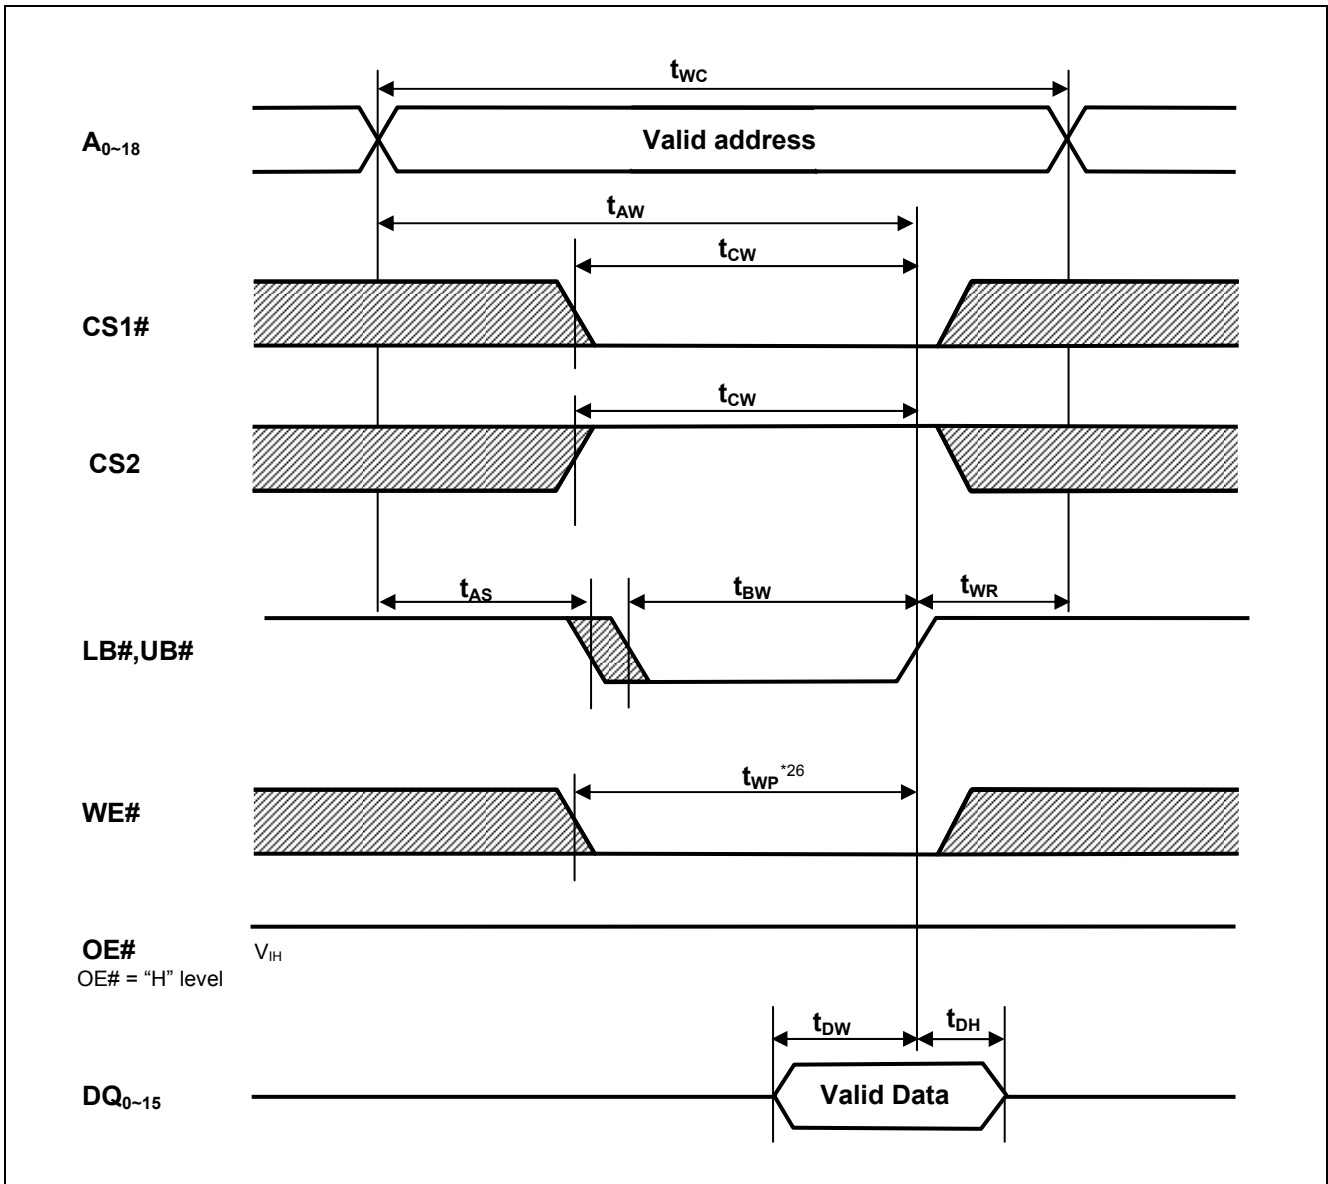 tWC
A0~18
Valid address
tAW
tCW
CS1#
tCW
CS2
tAS
tBW
tWR
LB#,UB#
tWP*26
WE#
OE#
VIH
OE# = “H” level
tDW
tDH
DQ0~15
Valid Data